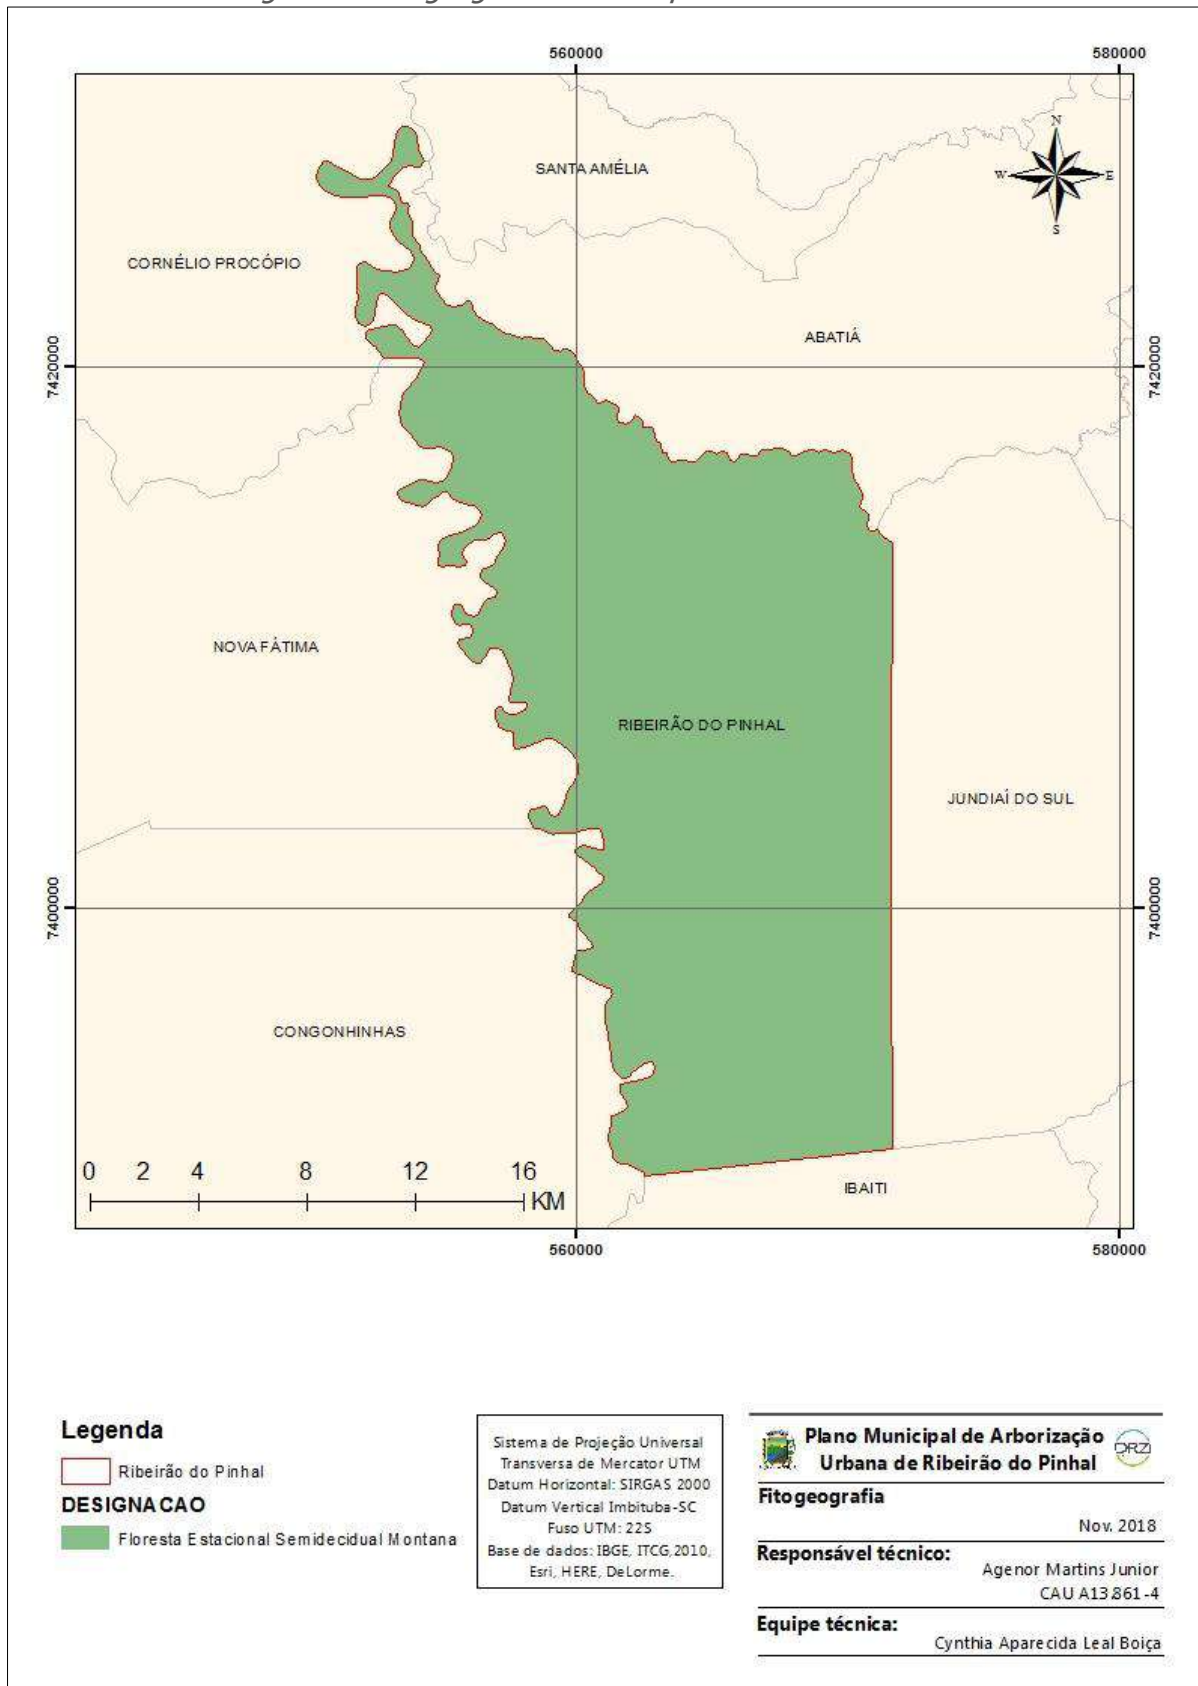 560000
580000
N
W
E
S
SANTA AMÉLIA
CORNÉLIO PROCÓPIO
ABATIÁ
7420000
7420000
NOVA FÁTIMA
RIBEIRÃO DO PINHAL
JUNDIAÍ DO SUL
7400000
7400000
CONGONHINHAS
0 2 4 8 12 16
KM
IBAITI
560000
580000
Legenda
Ribeirão do Pinhal
DESIGNACAO
Floresta Estacional Semidecidual Montana
Sistema de Projeção Universal
Transversa de Mercator UTM
Datum Horizontal: SIRGAS 2000
Datum Vertical Imbituba-SC
Fuso UTM: 22S
Base de dados: IBGE, ITCG,2010,
Esri, HERE, DeLorme.
Plano Municipal de Arborização
Urbana de Ribeirão do Pinhal
DRZ
Fitogeografia
Nov. 2018
Responsável técnico:
Agenor Martins Junior
CAU A13.861-4
Equipe técnica:
Cynthia Aparecida Leal Boiça